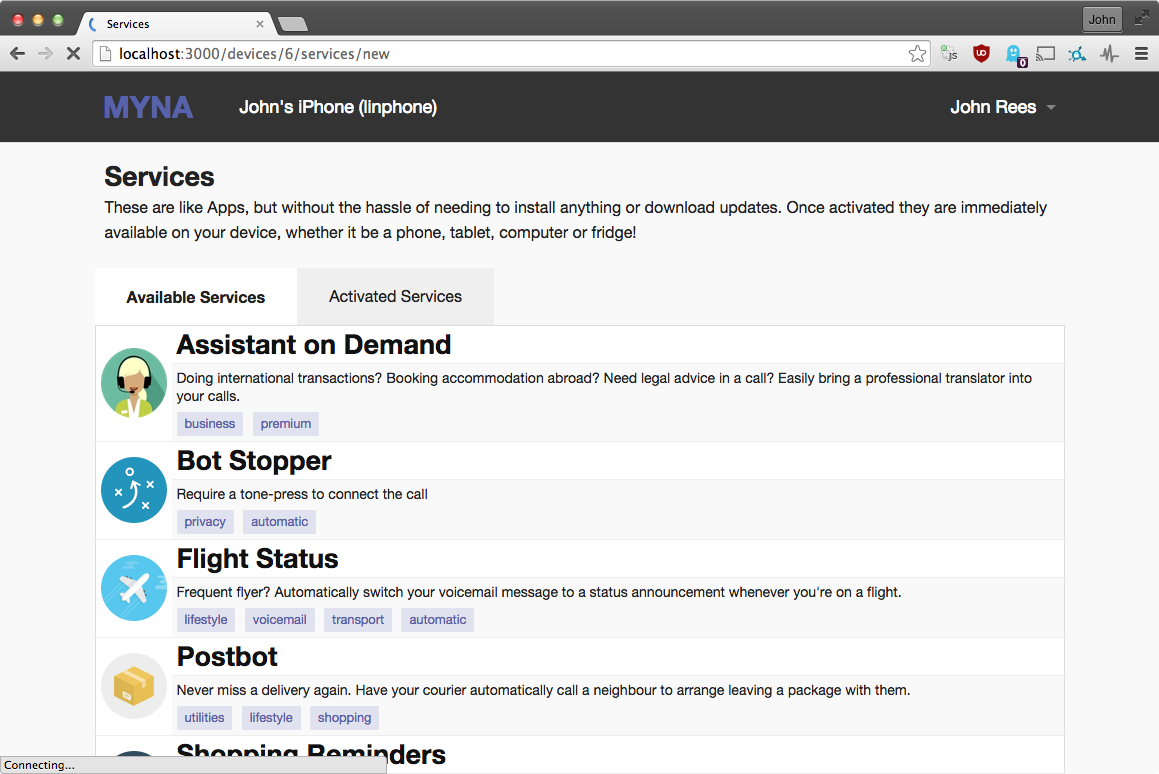 Services
John
localhost:3000/devices/6/services/new
JS
0
MYNA
John's iPhone (linphone)
John Rees
Services
These are like Apps, but without the hassle of needing to install anything or download updates. Once activated they are immediately
available on your device, whether it be a phone, tablet, computer or fridge!
Available Services
Activated Services
Assistant on Demand
Doing international transactions? Booking accommodation abroad? Need legal advice in a call? Easily bring a professional translator into
your calls.
business premium
Bot Stopper
Require a tone-press to connect the call
privacy automatic
Flight Status
Frequent flyer? Automatically switch your voicemail message to a status announcement whenever you're on a flight.
lifestyle voicemail transport automatic
Postbot
Never miss a delivery again. Have your courier automatically call a neighbour to arrange leaving a package with them.
utilities lifestyle shopping
Shopping Reminders
Connecting...